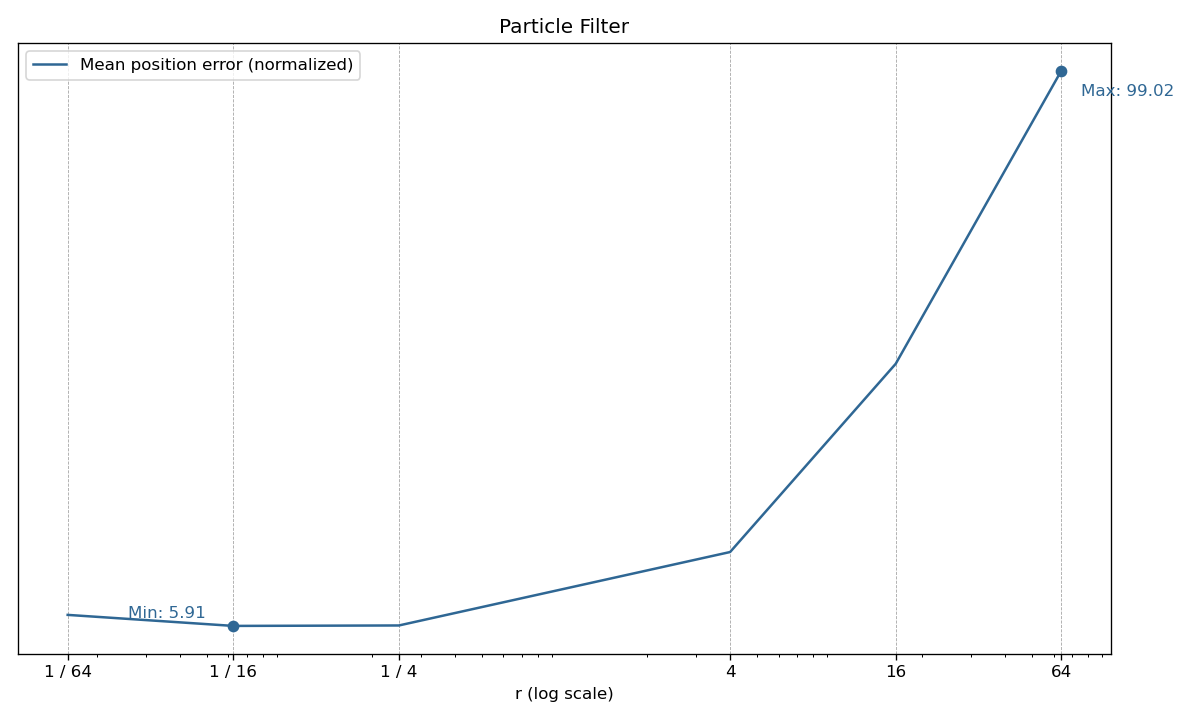 Particle Filter
Mean position error (normalized)
Max: 99.02
Min: 5.91
1 / 64
1 / 16
1 / 4
4
16
64
r (log scale)